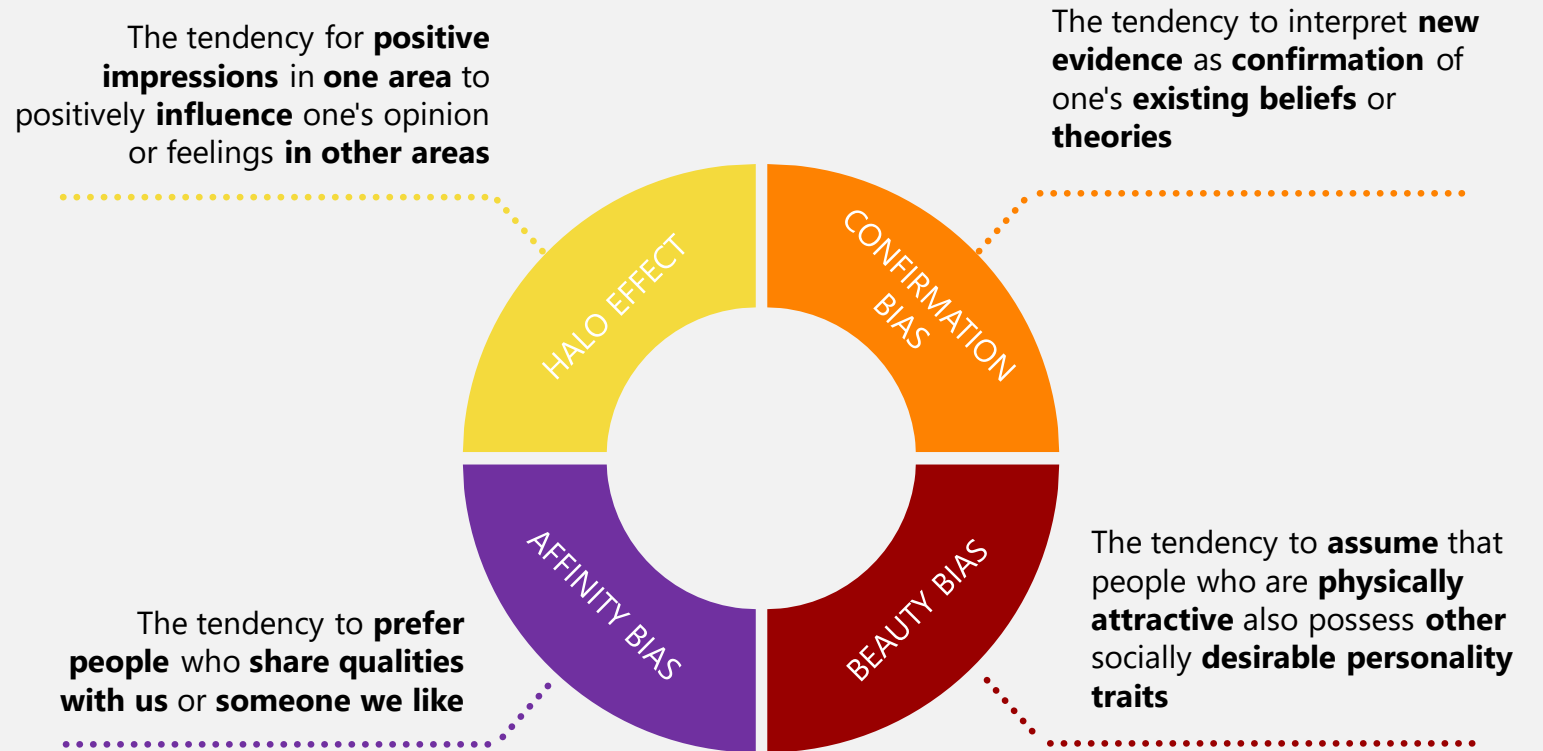 The tendency for positive
impressions in one area to
positively influence one's opinion
or feelings in other areas
The tendency to interpret new
evidence as confirmation of
one's existing beliefs or
theories
HALO EFFECT
CONFIRMATION
BIAS
AFFINITY BIAS
BEAUTY BIAS
The tendency to prefer
people who share qualities
with us or someone we like
The tendency to assume that
people who are physically
attractive also possess other
socially desirable personality
traits